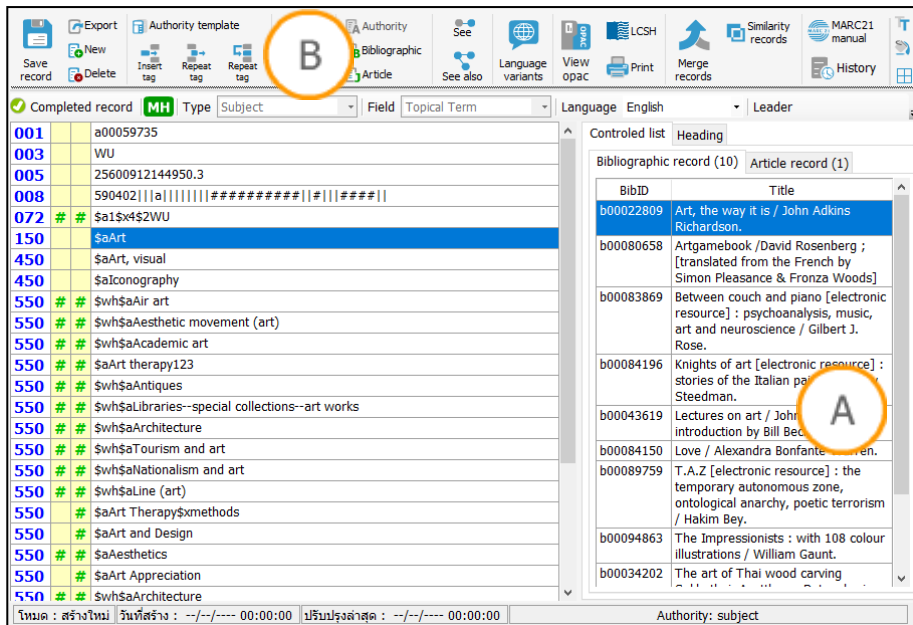 Export
Authority template
Authority
See
LCSH
Similarity records
MARC21 manual
New
Bibliographic
Save record
Delete
Insert tag
Repeat tag
Repeat tag
B
Article
See also
Language variants
OPAC
View opac
Print
Merge records
History
Completed record MH Type Subject Field Topical Term Language English Leader
001 a00059735
003 WU
005 25600912144950.3
008 590402|||a||||||||##########||#|||####||
072 # # $a1$x4$2WU
150 $aArt
450 $aArt, visual
450 $aIconography
550 # # $wh$aAir art
550 # # $wh$aAesthetic movement (art)
550 # # $wh$aAcademic art
550 # # $aArt therapy123
550 # # $wh$aAntiques
550 # # $wh$aLibraries--special collections--art works
550 # # $wh$aArchitecture
550 # # $wh$aTourism and art
550 # # $wh$aNationalism and art
550 # # $wh$aLine (art)
550 # $aArt Therapy$xmethods
550 # $aArt and Design
550 # # $aAesthetics
550 # $aArt Appreciation
550 # # $wh$aArchitecture
Controled list Heading
Bibliographic record (10) Article record (1)
BibID Title
b00022809 Art, the way it is / John Adkins
Richardson.
b00080658 Artgamebook /David Rosenberg ;
[translated from the French by
Simon Pleasance & Fronza Woods]
b00083869 Between couch and piano [electronic
resource] : psychoanalysis, music,
art and neuroscience / Gilbert J.
Rose.
b00084196 Knights of art [electronic resource] :
stories of the Italian
Steedman.
A
b00043619 Lectures on art /
introduction by Bill
b00084150 Love / Alexandra Bonfante
b00089759 T.A.Z [electronic resource] : the
temporary autonomous zone,
ontological anarchy, poetic terrorism
/ Hakim Bey.
b00094863 The Impressionists : with 108 colour
illustrations / William Gaunt.
b00034202 The art of Thai wood carving
โหมด : สร้างใหม่ วันที่สร้าง : --/--/---- 00:00:00 ปรับปรุงล่าสุด : --/--/---- 00:00:00 Authority: subject